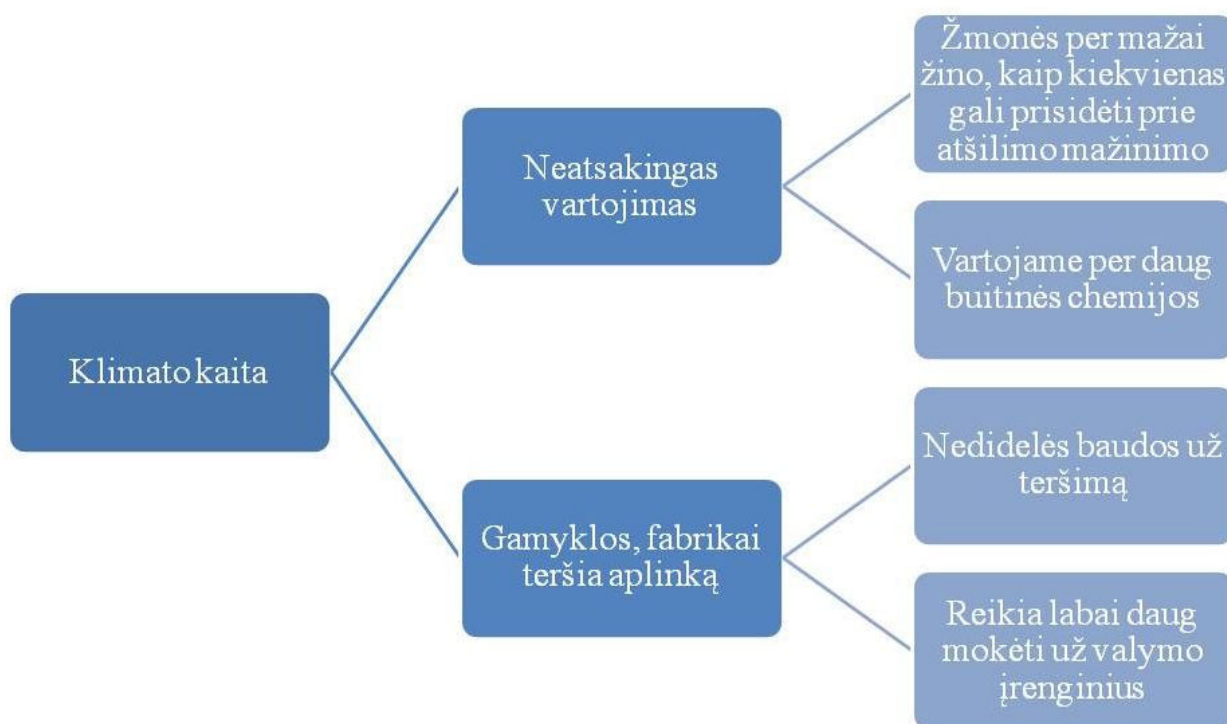 Klimato kaita
Neatsakingas
vartojimas
Žmonės per mažai
žino, kaip kiekvienas
gali prisidėti prie
atšilimo mažinimo
Vartojame per daug
buitinės chemijos
Gamyklos, fabrikai
teršia aplinką
Nedidelės baudos už
teršimą
Reikia labai daug
mokėti už valymo
įrenginius